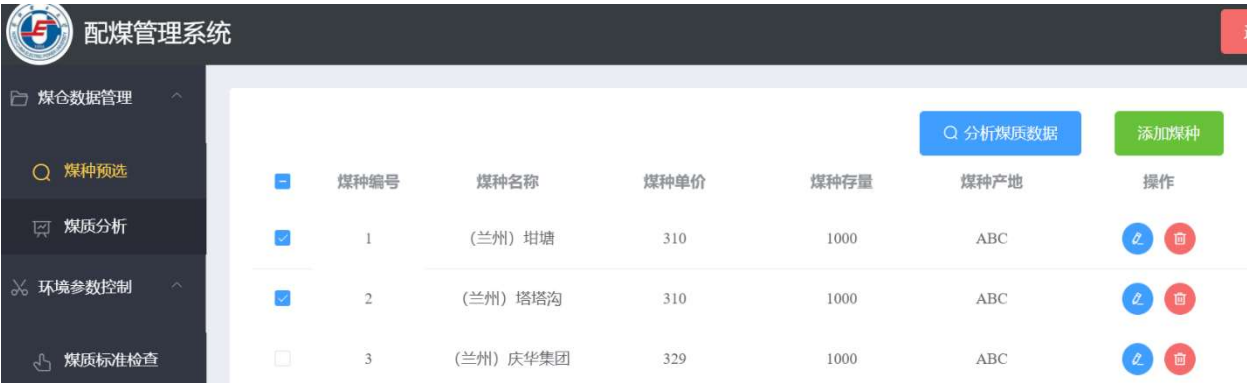 配煤管理系统
煤仓数据管理
煤种预选
煤质分析
环境参数控制
煤质标准检查
分析煤质数据 添加煤种
煤种编号 煤种名称 煤种单价 煤种存量 煤种产地 操作
1 （兰州）坩塘 310 1000 ABC
2 （兰州）塔塔沟 310 1000 ABC
3 （兰州）庆华集团 329 1000 ABC